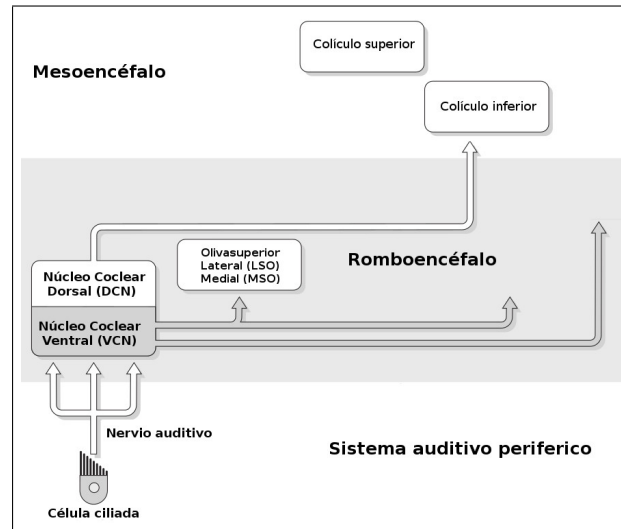 Colículo superior
Mesoencéfalo
Colículo inferior
Olivasuperior
Lateral (LSO)
Medial (MSO)
Romboencéfalo
Núcleo Coclear
Dorsal (DCN)
Núcleo Coclear
Ventral (VCN)
Nervio auditivo
Sistema auditivo periferico
Célula ciliada